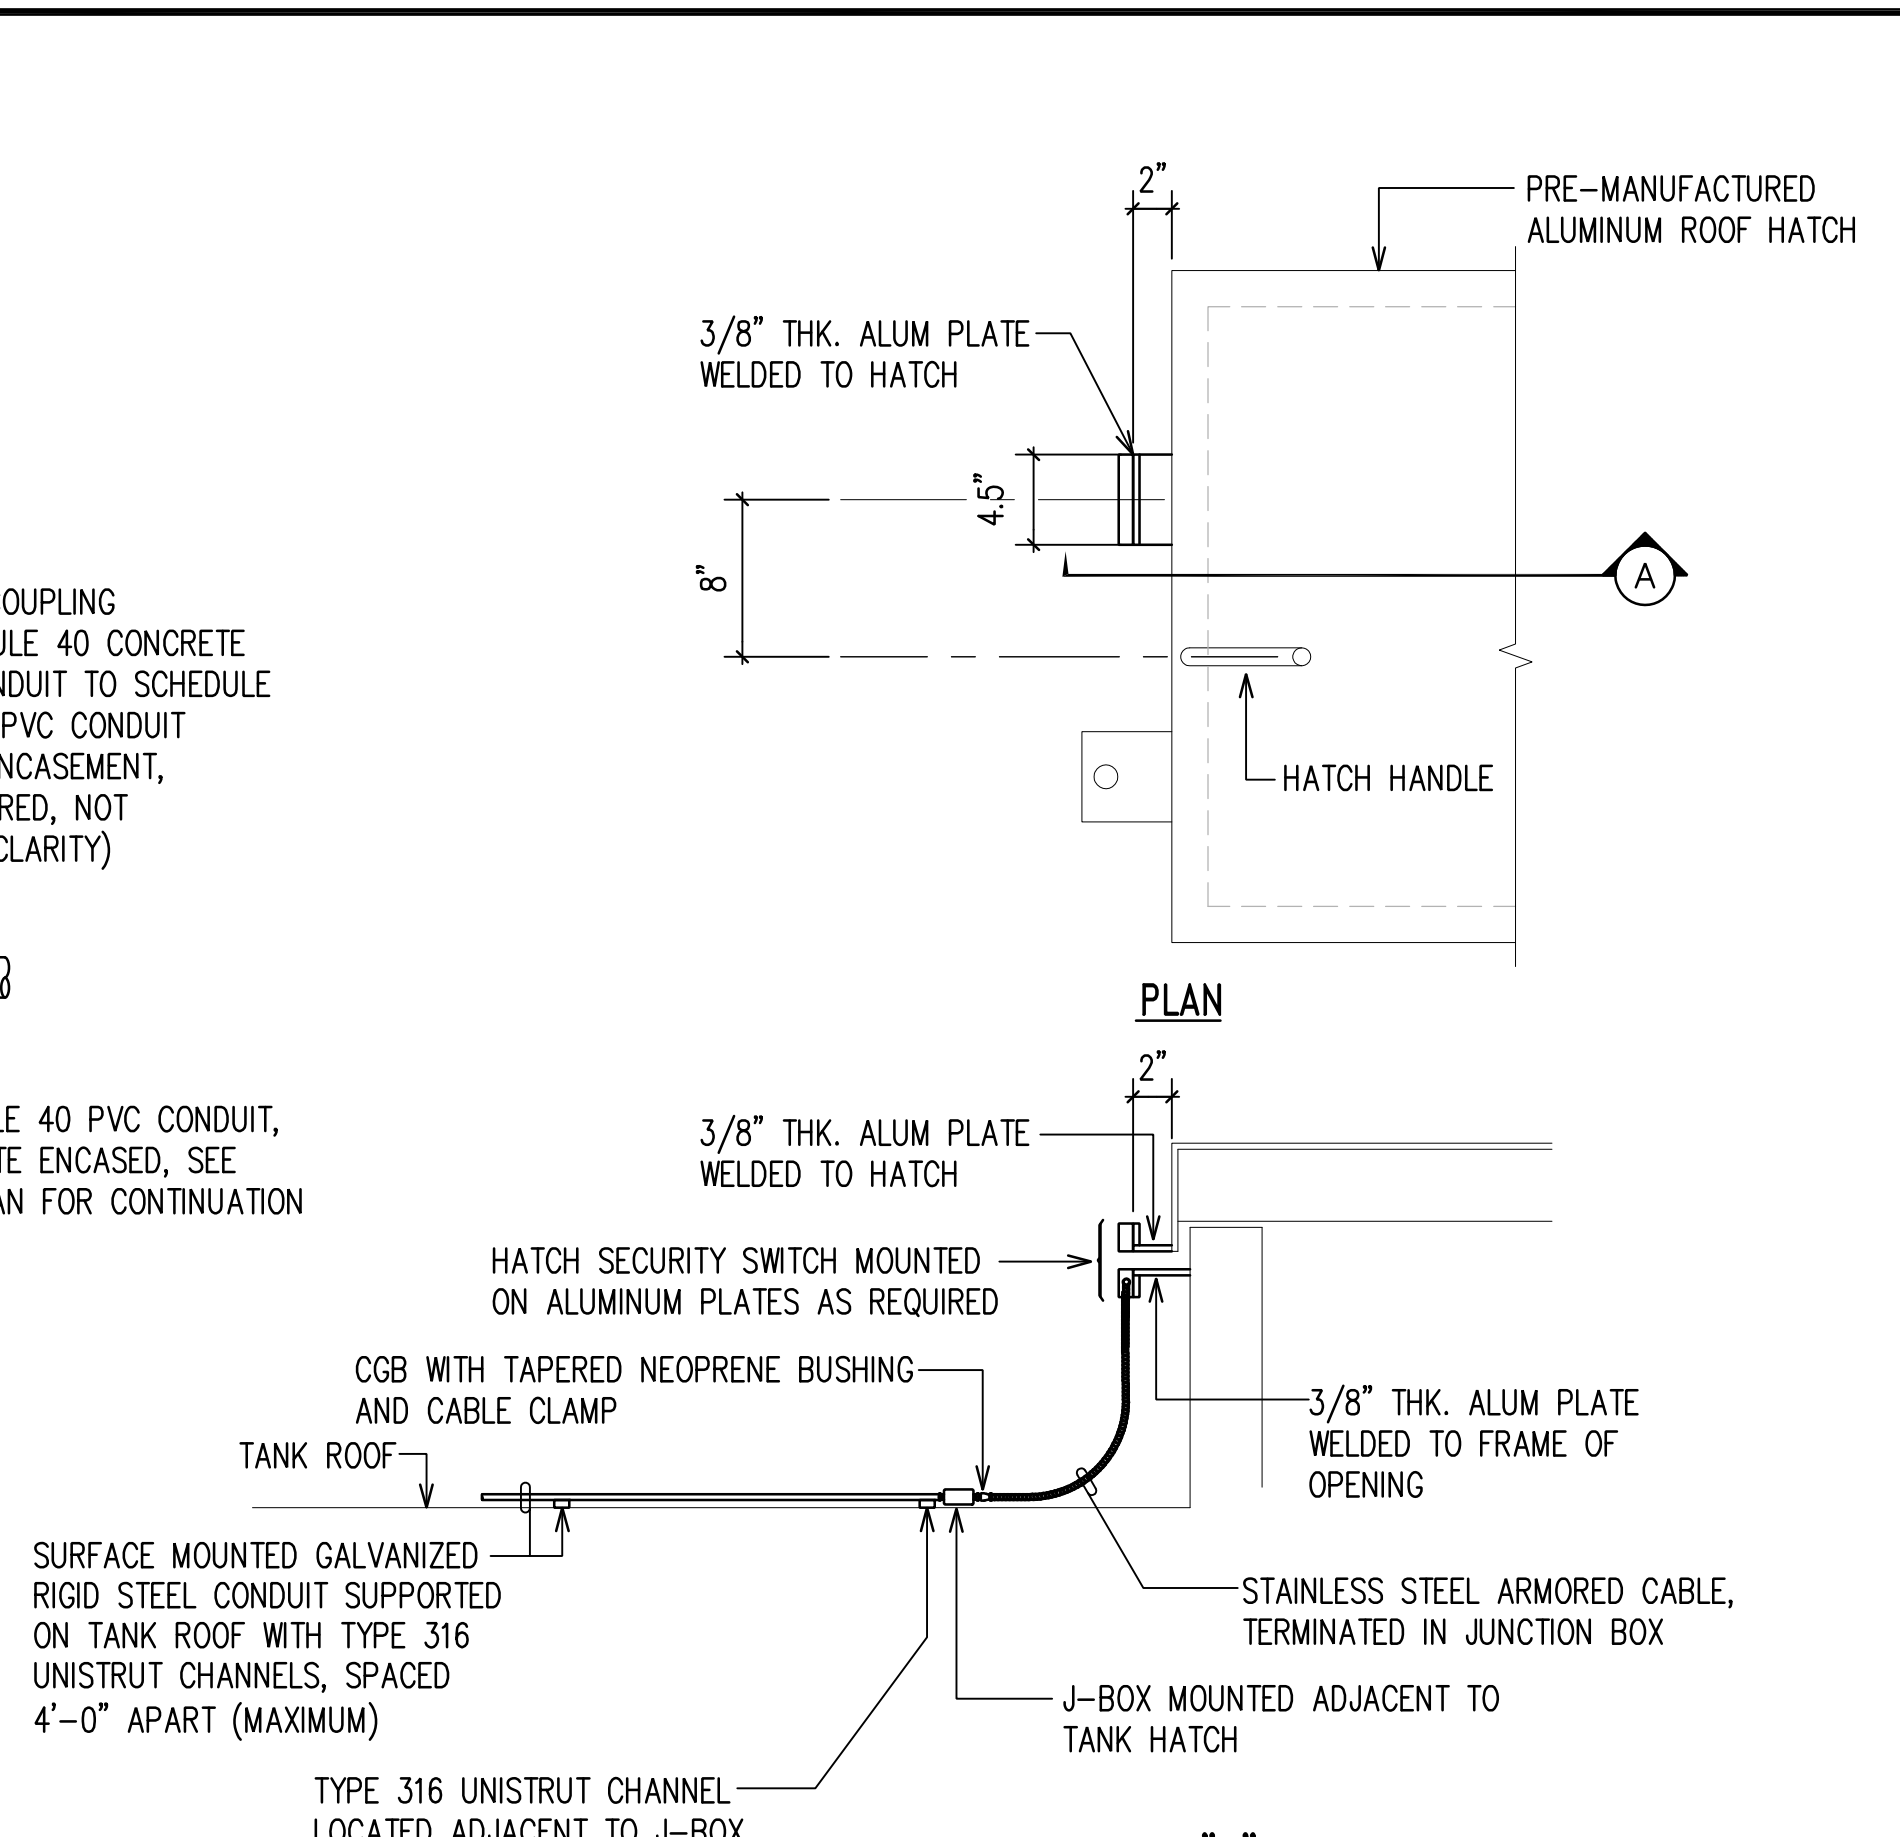 2"
PRE-MANUFACTURED
ALUMINUM ROOF HATCH
3/8" THK. ALUM PLATE
WELDED TO HATCH
4.5"
8"
A
HATCH HANDLE
PLAN
OUPLING
ULE 40 CONCRETE
NDUIT TO SCHEDULE
PVC CONDUIT
NCASEMENT,
RED, NOT
CLARITY)
LE 40 PVC CONDUIT,
TE ENCASED, SEE
AN FOR CONTINUATION
2"
3/8" THK. ALUM PLATE
WELDED TO HATCH
HATCH SECURITY SWITCH MOUNTED
ON ALUMINUM PLATES AS REQUIRED
CGB WITH TAPERED NEOPRENE BUSHING
AND CABLE CLAMP
TANK ROOF
3/8" THK. ALUM PLATE
WELDED TO FRAME OF
OPENING
SURFACE MOUNTED GALVANIZED
RIGID STEEL CONDUIT SUPPORTED
ON TANK ROOF WITH TYPE 316
UNISTRUT CHANNELS, SPACED
4'-0" APART (MAXIMUM)
STAINLESS STEEL ARMORED CABLE,
TERMINATED IN JUNCTION BOX
J-BOX MOUNTED ADJACENT TO
TANK HATCH
TYPE 316 UNISTRUT CHANNEL
LOCATED ADJACENT TO J-BOX